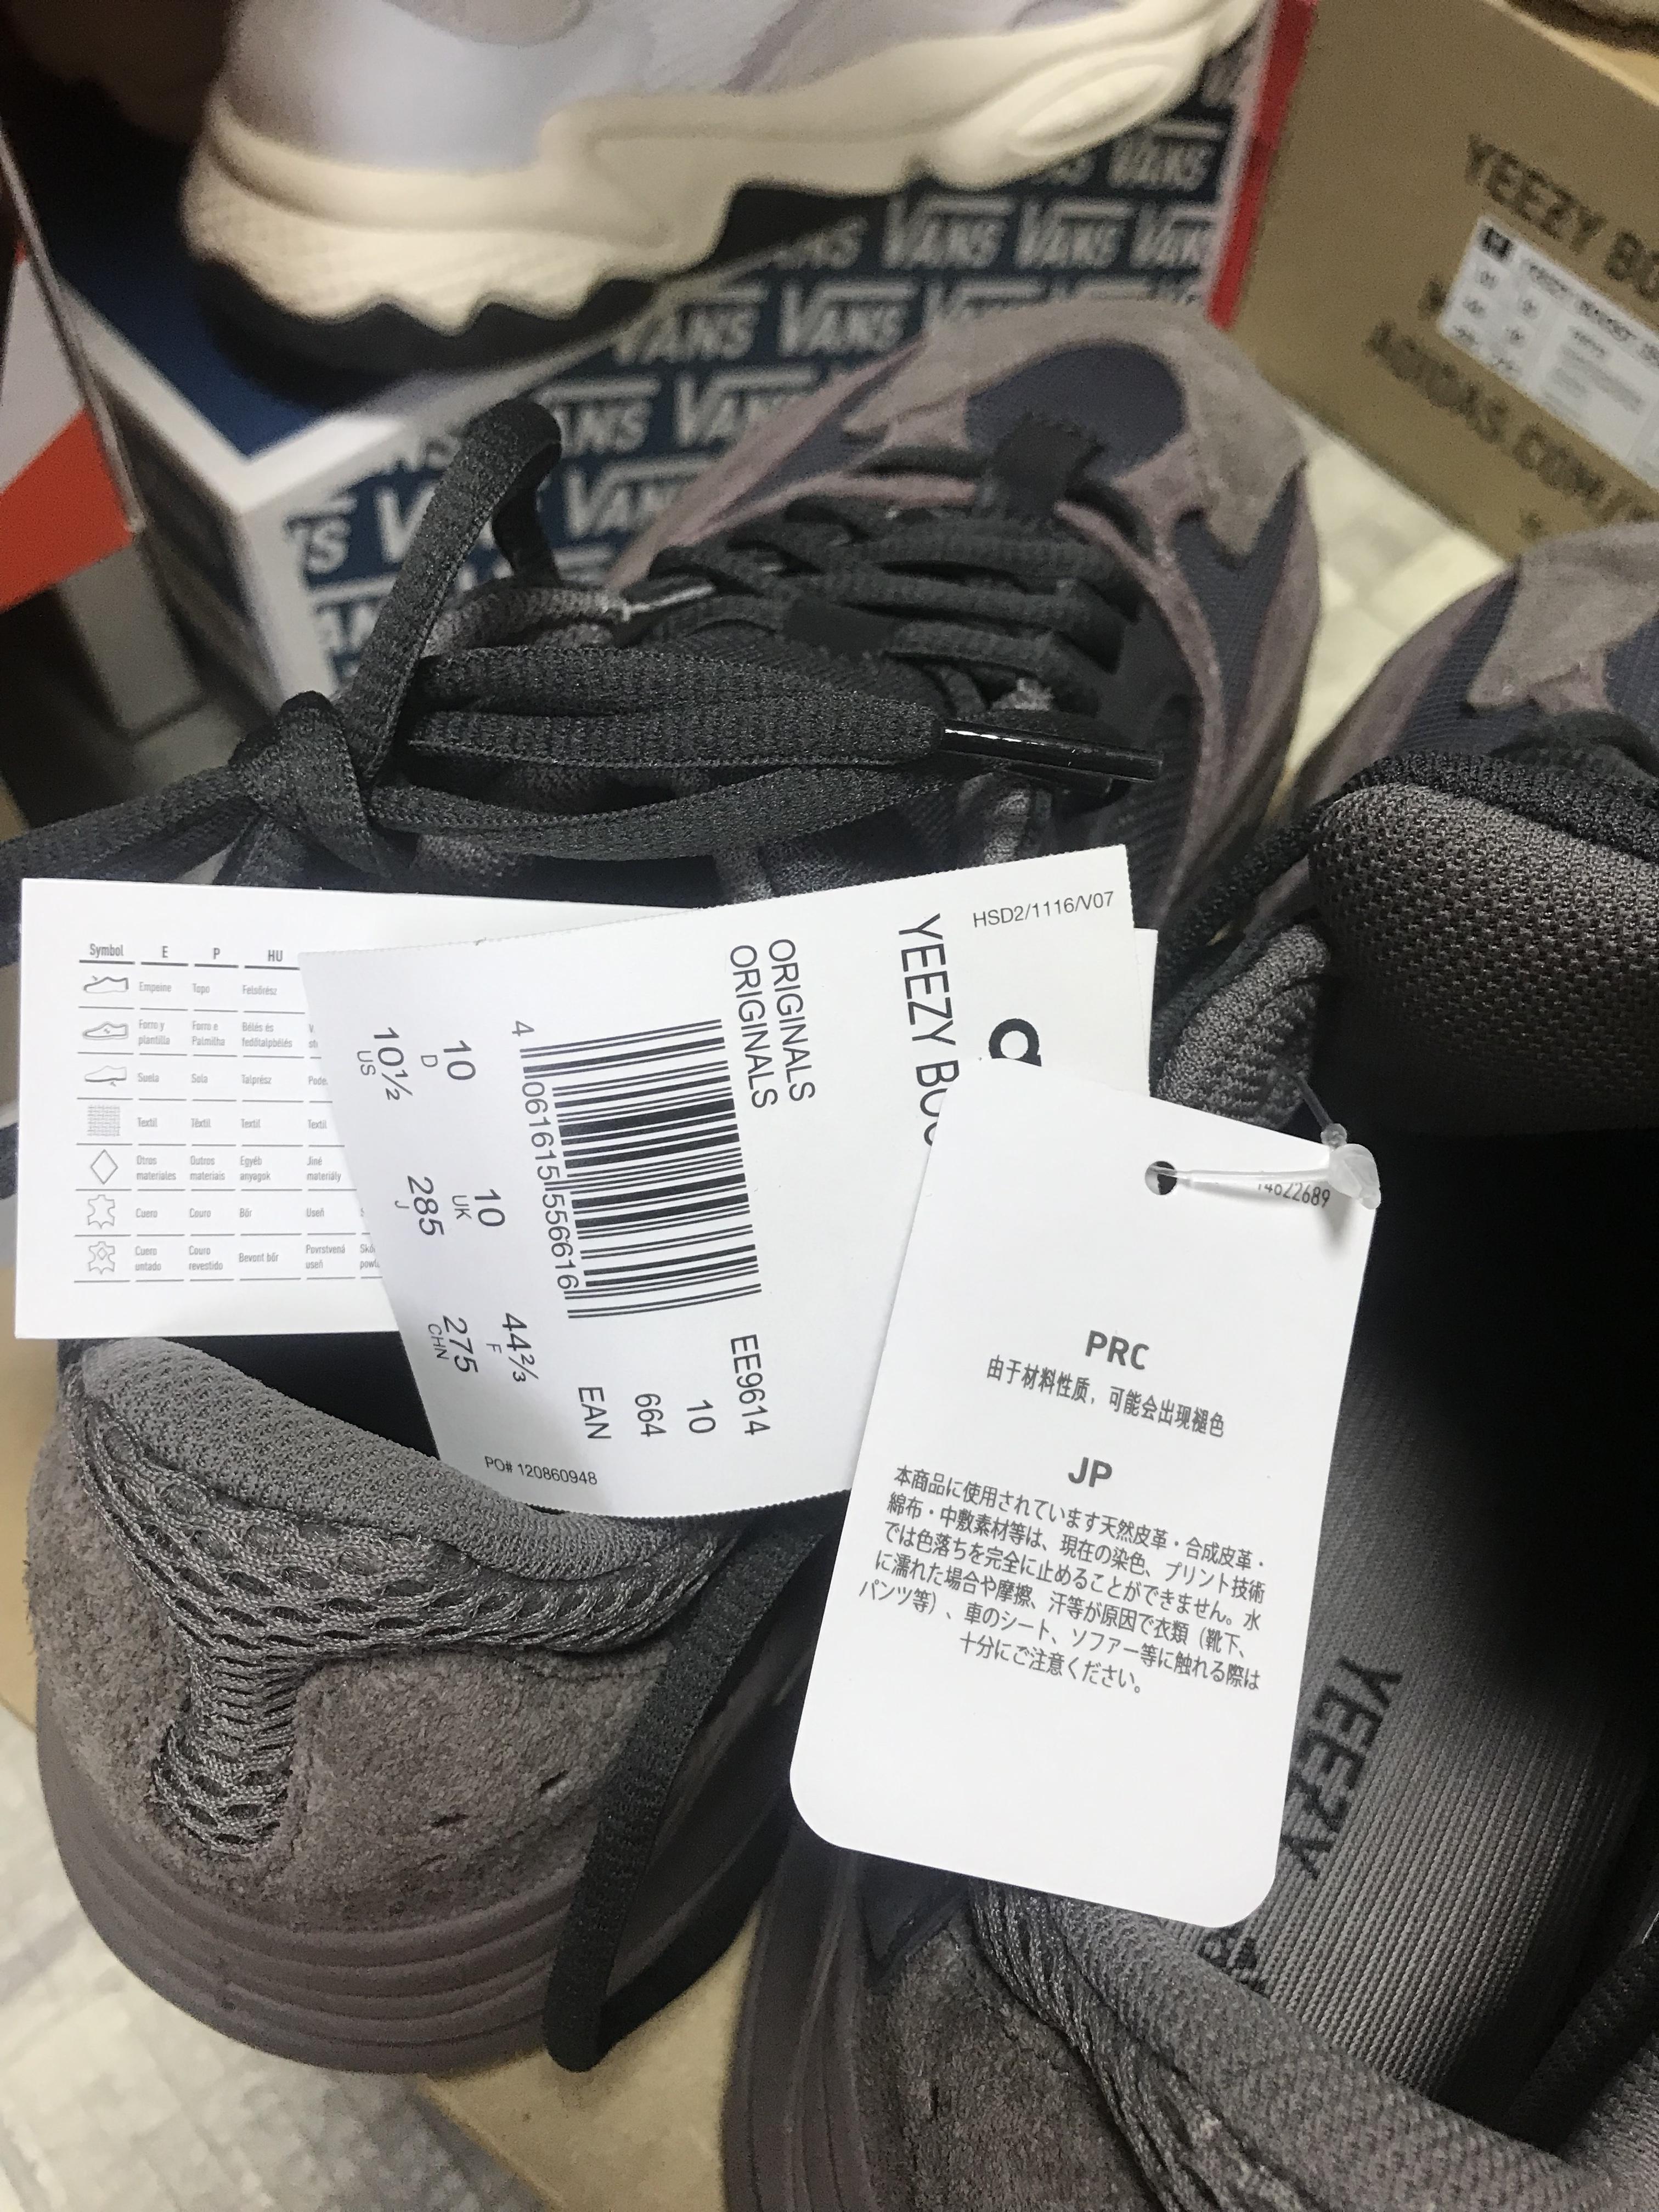 VANS VANS VANS
VANS VANS
YEEZY BO
ADIDAS.COM/
Symbol E P HU
Empeine Topo Felsőrész
Forro y plantilla Forro e Palmilha Bélés és fedőtalpbélés
Suela Sola Talprész
Textil Têxtil Textil Textil
Otros materiales Outros materiais Egyéb anyagok Jiné materiály
Cuero Couro Bőr Useň
Cuero untado Couro revestido Bevont bőr Povrstvená useň
HSD2/1116/V07
YEEZY BO
ORIGINALS
ORIGINALS
EE9614
10
664
EAN
4 061615 556616
10 D 10 UK 44⅔ F
10½ US 285 J 275 CHN
PO# 120860948
14622689
PRC
由于材料性质，可能会出现褪色
JP
本商品に使用されています天然皮革・合成皮革・
綿布・中敷素材等は、現在の染色、プリント技術
では色落ちを完全に止めることができません。水
に濡れた場合や摩擦、汗等が原因で衣類（靴下、
パンツ等）、車のシート、ソファー等に触れる際は
十分にご注意ください。
YEEZY